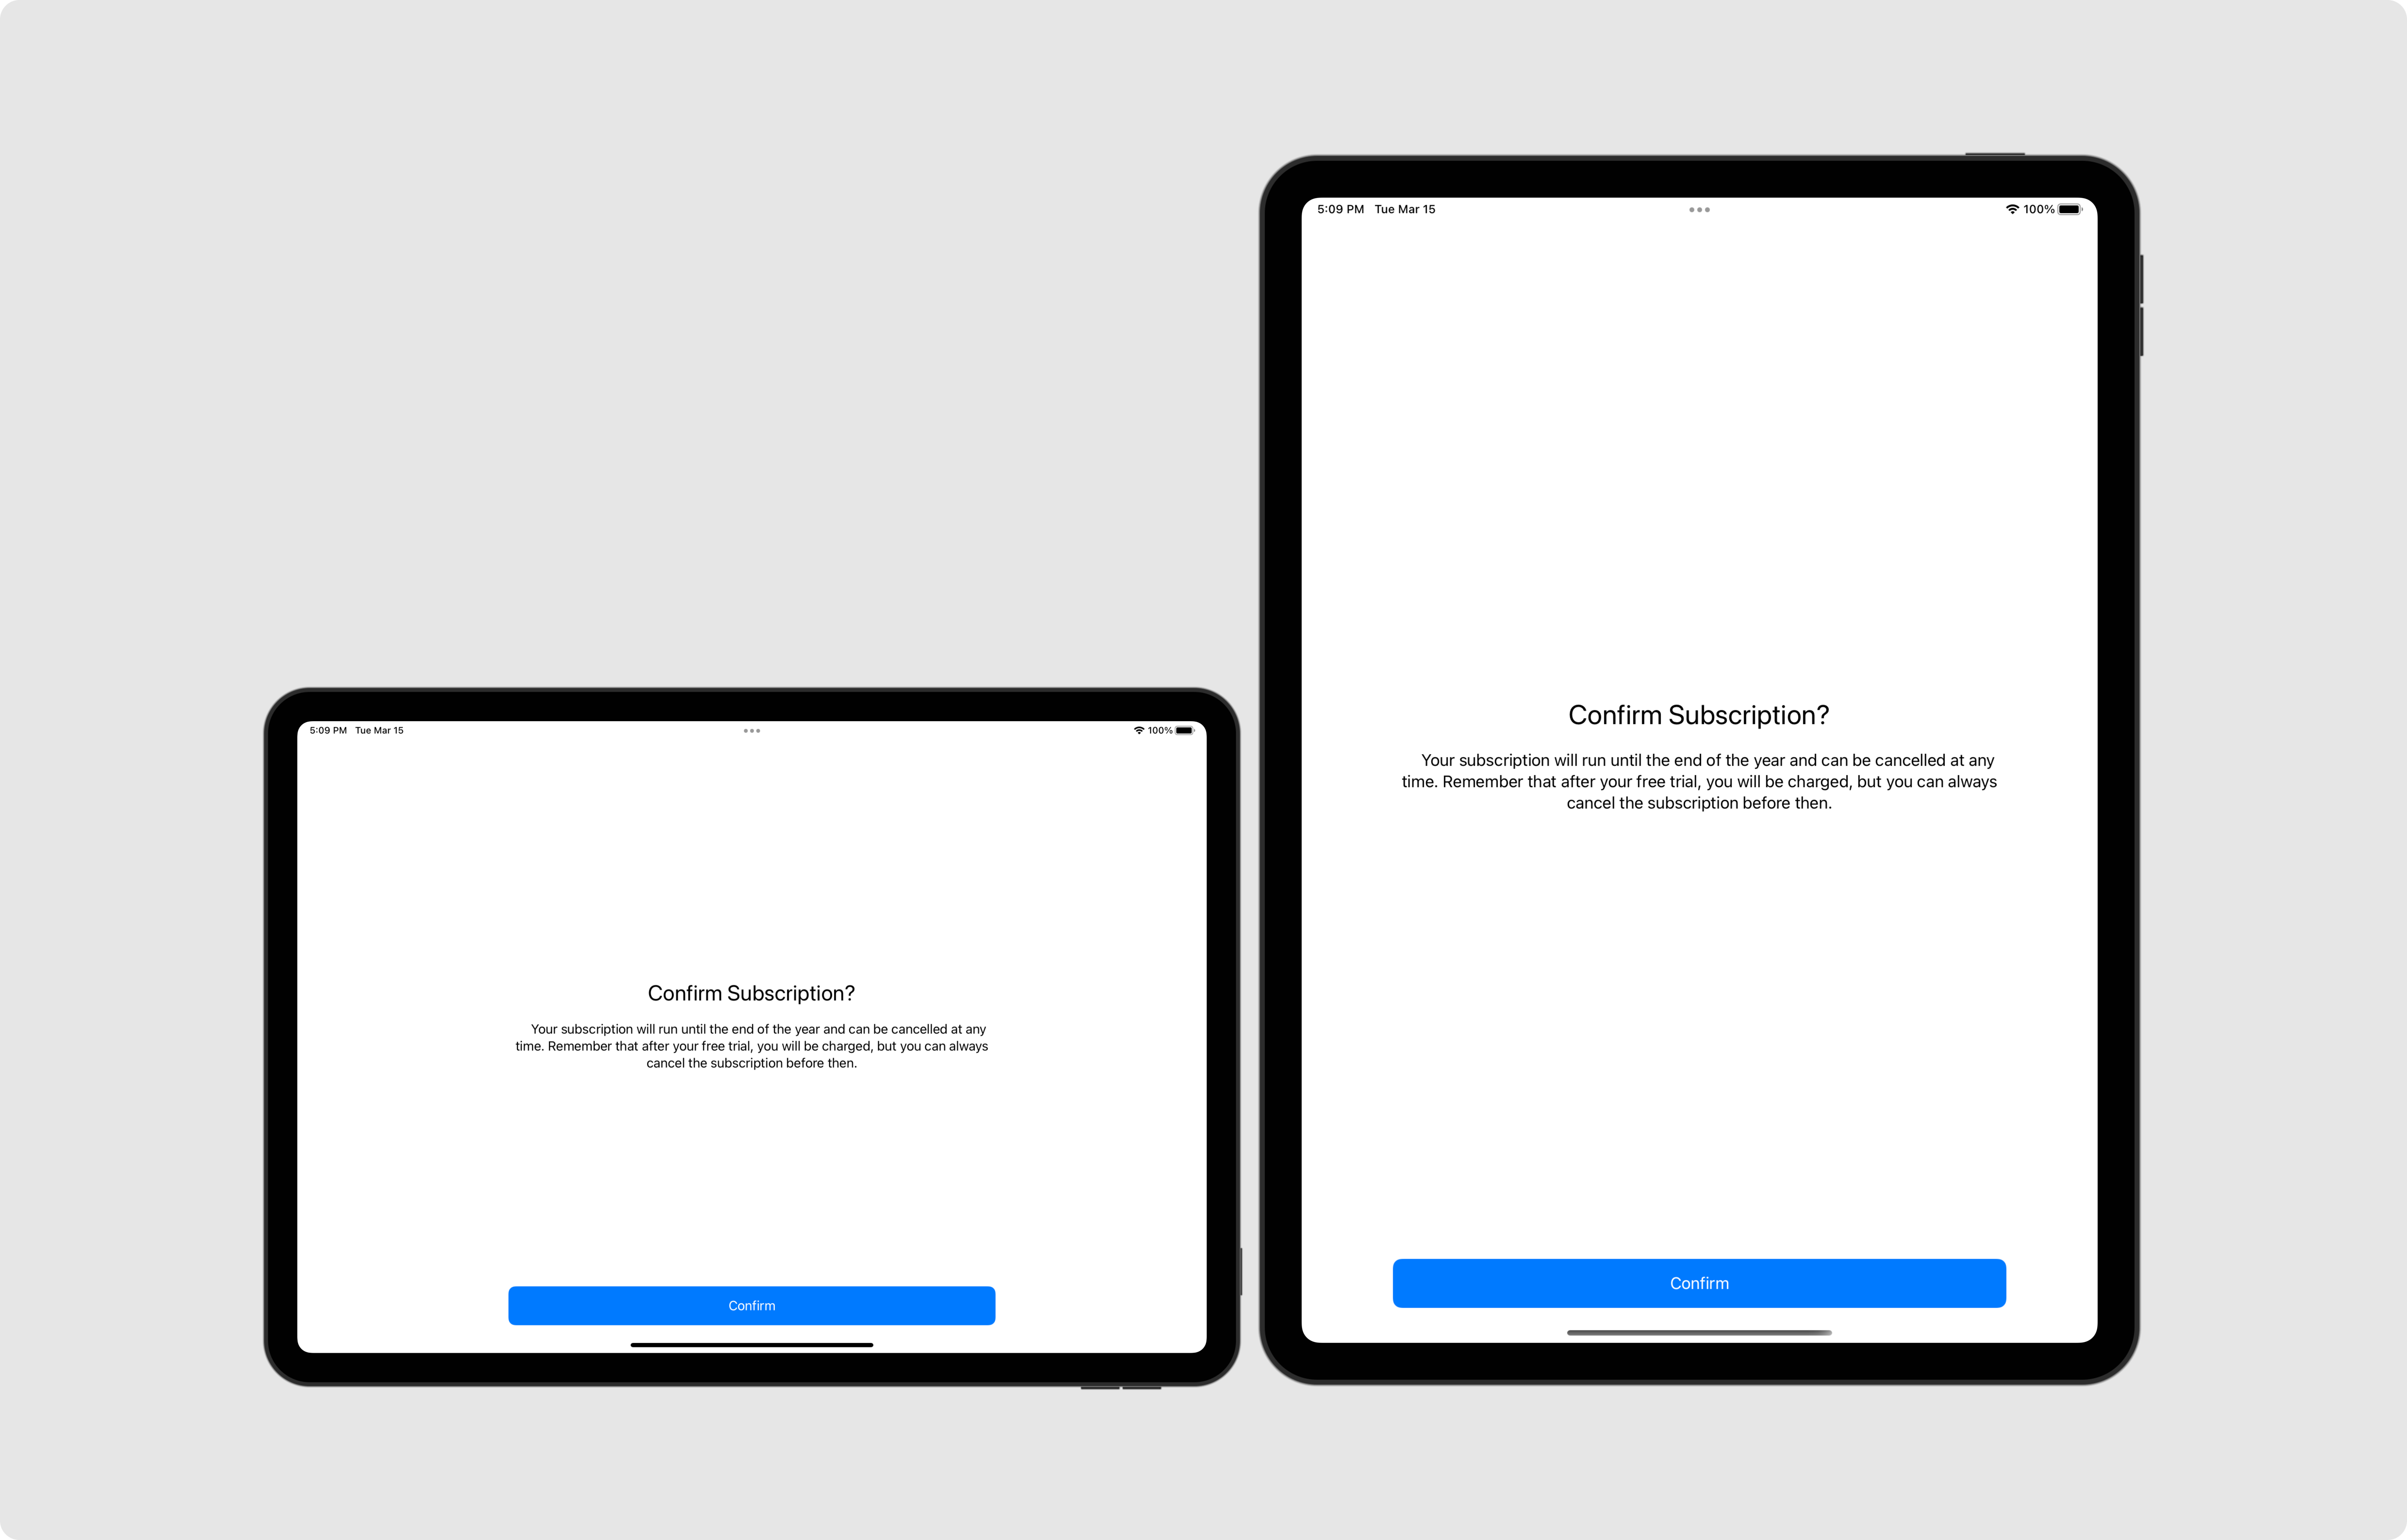 5:09 PM Tue Mar 15
100%
Confirm Subscription?
Your subscription will run until the end of the year and can be cancelled at any
time. Remember that after your free trial, you will be charged, but you can always
cancel the subscription before then.
Confirm
5:09 PM Tue Mar 15
100%
Confirm Subscription?
Your subscription will run until the end of the year and can be cancelled at any
time. Remember that after your free trial, you will be charged, but you can always
cancel the subscription before then.
Confirm